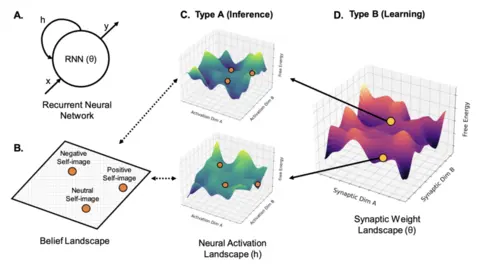 A.
h
y
RNN (θ)
x
Recurrent Neural
Network
B.
Negative
Self-image
Positive
Self-image
Neutral
Self-image
Belief Landscape
C. Type A (Inference)
Free Energy
Activation Dim A
Activation Dim B
Free Energy
Activation Dim A
Activation Dim B
Neural Activation
Landscape (h)
D. Type B (Learning)
Free Energy
Synaptic Dim A
Synaptic Dim B
Synaptic Weight
Landscape (θ)